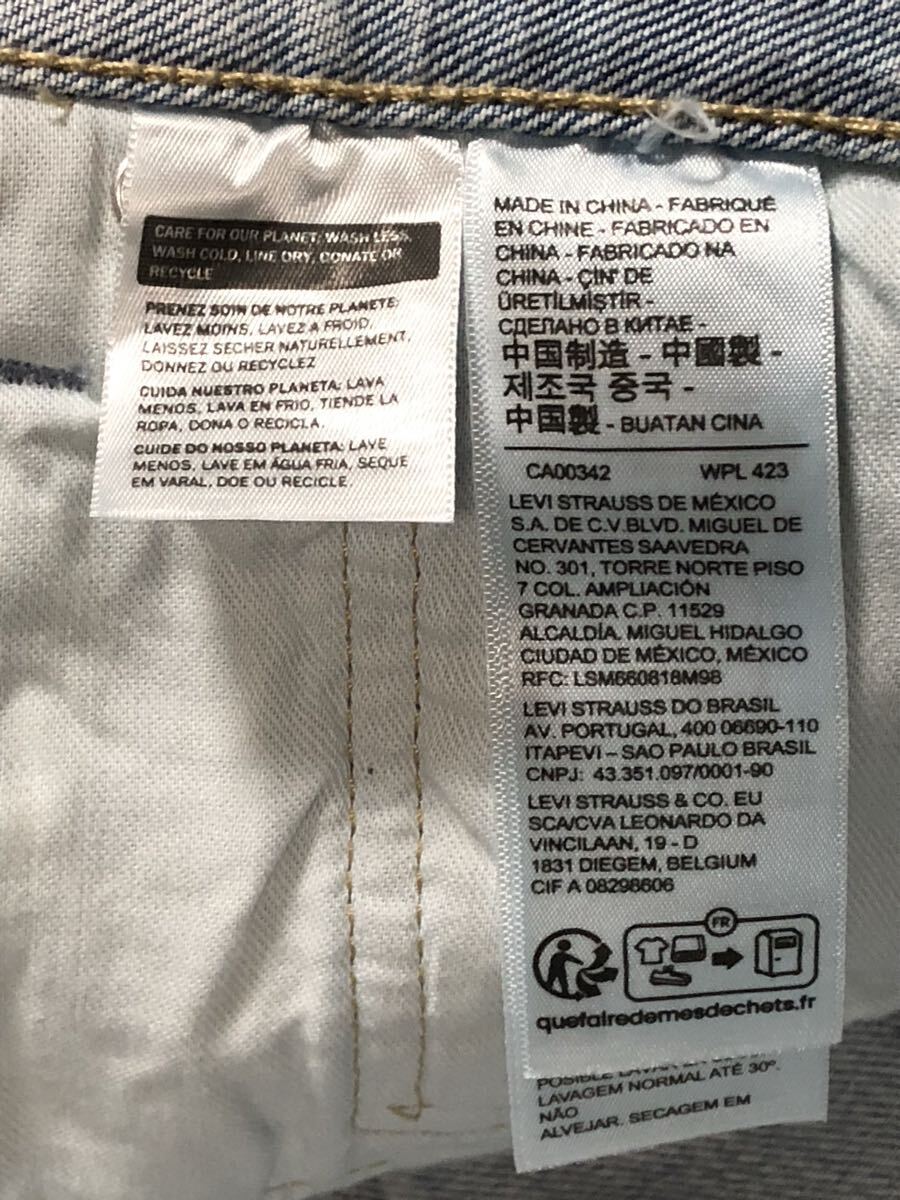 CARE FOR OUR PLANET: WASH LESS,
WASH COLD, LINE DRY, DONATE OR
RECYCLE
PRENEZ SOIN DE NOTRE PLANETE:
LAVEZ MOINS, LAVEZ A FROID,
LAISSEZ SECHER NATURELLEMENT,
DONNEZ OU RECYCLEZ
CUIDA NUESTRO PLANETA: LAVA
MENOS, LAVA EN FRIO, TIENDE LA
ROPA, DONA O RECICLA.
CUIDE DO NOSSO PLANETA: LAVE
MENOS, LAVE EM ÁGUA FRIA, SEQUE
EM VARAL, DOE OU RECICLE.
MADE IN CHINA - FABRIQUÉ
EN CHINE - FABRICADO EN
CHINA - FABRICADO NA
CHINA - ÇIN' DE
ÜRETILMIŞTIR -
СДЕЛАНО В КИТАЕ -
中国制造 - 中國製 -
제조국 중국 -
中国製 - BUATAN CINA
CA00342 WPL 423
LEVI STRAUSS DE MÉXICO
S.A. DE C.V.BLVD. MIGUEL DE
CERVANTES SAAVEDRA
NO. 301, TORRE NORTE PISO
7 COL. AMPLIACIÓN
GRANADA C.P. 11529
ALCALDÍA. MIGUEL HIDALGO
CIUDAD DE MÉXICO, MÉXICO
RFC: LSM660818M98
LEVI STRAUSS DO BRASIL
AV. PORTUGAL, 400 06690-110
ITAPEVI – SAO PAULO BRASIL
CNPJ: 43.351.097/0001-90
LEVI STRAUSS & CO. EU
SCA/CVA LEONARDO DA
VINCILAAN, 19 - D
1831 DIEGEM, BELGIUM
CIF A 08298606
FR
quefairedemesdechets.fr
LAVAGEM NORMAL ATÉ 30º.
NÃO
ALVEJAR. SECAGEM EM